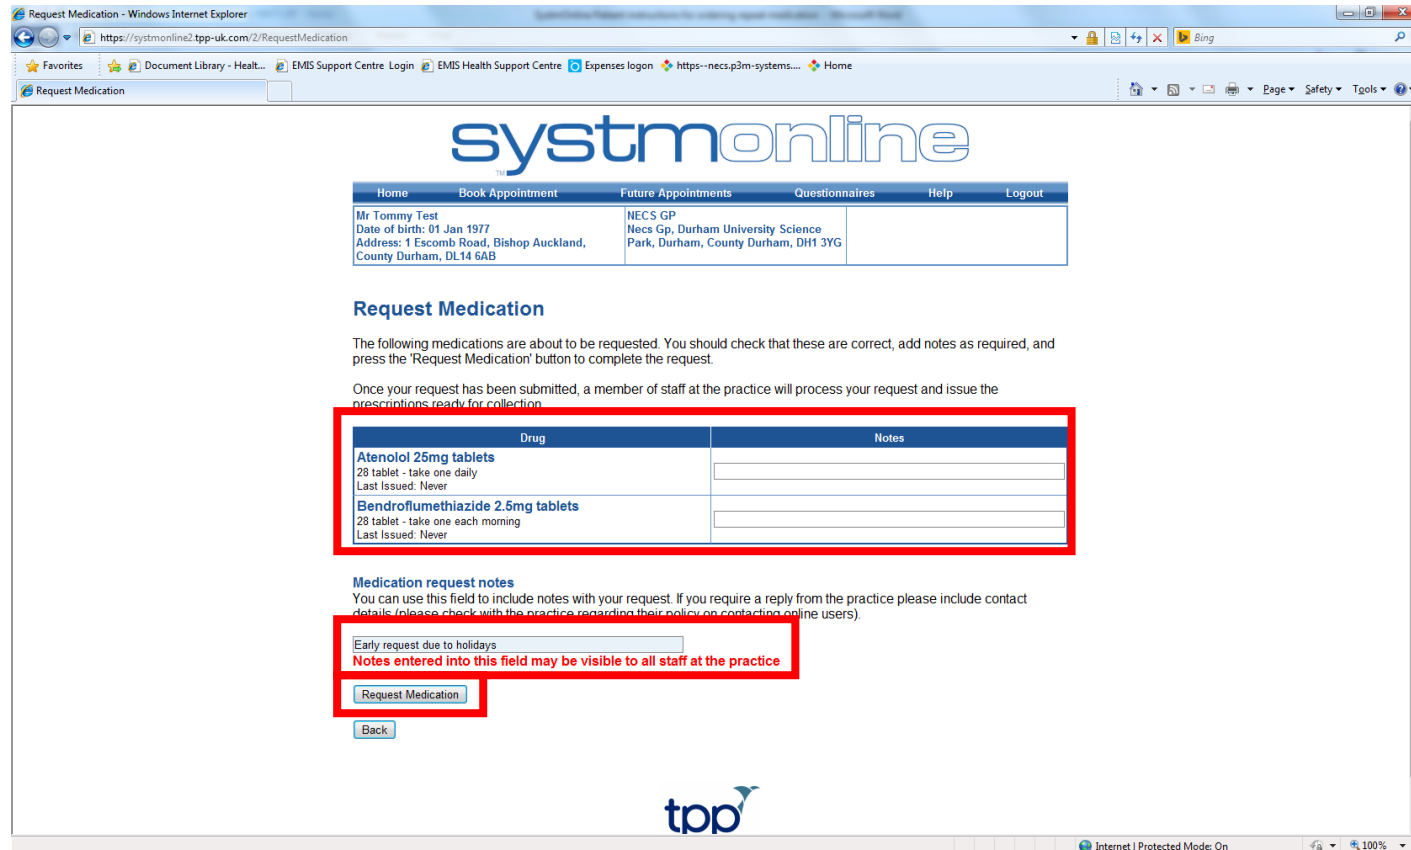 Request Medication - Windows Internet Explorer
https://systmonline2.tpp-uk.com/2/RequestMedication
Bing
Favorites Document Library - Healt... EMIS Support Centre Login EMIS Health Support Centre Expenses logon https--necs.p3m-systems.... Home
Request Medication
Page Safety Tools
systmonline
TM
Home Book Appointment Future Appointments Questionnaires Help Logout
Mr Tommy Test
Date of birth: 01 Jan 1977
Address: 1 Escomb Road, Bishop Auckland,
County Durham, DL14 6AB
NECS GP
Necs Gp, Durham University Science
Park, Durham, County Durham, DH1 3YG
Request Medication
The following medications are about to be requested. You should check that these are correct, add notes as required, and
press the 'Request Medication' button to complete the request.
Once your request has been submitted, a member of staff at the practice will process your request and issue the
prescriptions ready for collection
Drug Notes
Atenolol 25mg tablets
28 tablet - take one daily
Last Issued: Never
Bendroflumethiazide 2.5mg tablets
28 tablet - take one each morning
Last Issued: Never
Medication request notes
You can use this field to include notes with your request. If you require a reply from the practice please include contact
details (please check with the practice regarding their policy on contacting online users).
Early request due to holidays
Notes entered into this field may be visible to all staff at the practice
Request Medication
Back
tpp
Internet | Protected Mode: On 100%